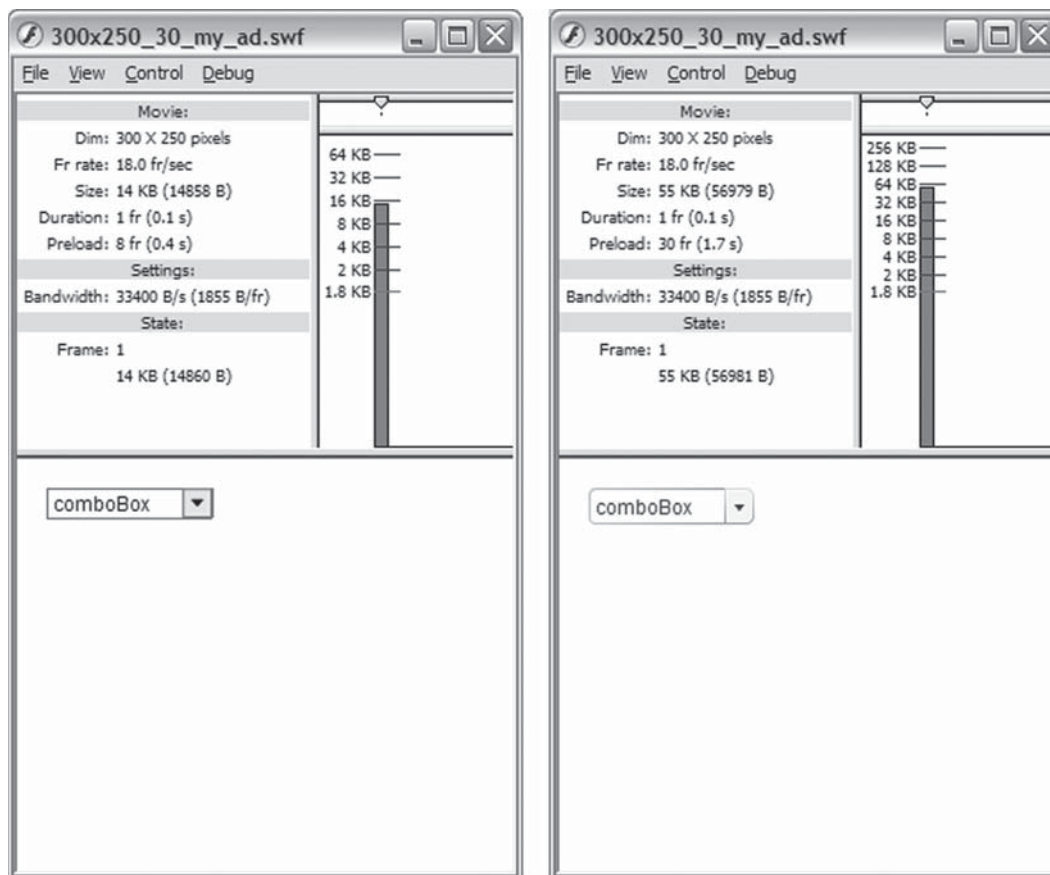 300x250_30_my_ad.swf
File View Control Debug
Movie:
Dim: 300 X 250 pixels
Fr rate: 18.0 fr/sec
Size: 14 KB (14858 B)
Duration: 1 fr (0.1 s)
Preload: 8 fr (0.4 s)
Settings:
Bandwidth: 33400 B/s (1855 B/fr)
State:
Frame: 1
14 KB (14860 B)
64 KB
32 KB
16 KB
8 KB
4 KB
2 KB
1.8 KB
comboBox
300x250_30_my_ad.swf
File View Control Debug
Movie:
Dim: 300 X 250 pixels
Fr rate: 18.0 fr/sec
Size: 55 KB (56979 B)
Duration: 1 fr (0.1 s)
Preload: 30 fr (1.7 s)
Settings:
Bandwidth: 33400 B/s (1855 B/fr)
State:
Frame: 1
55 KB (56981 B)
256 KB
128 KB
64 KB
32 KB
16 KB
8 KB
4 KB
2 KB
1.8 KB
comboBox